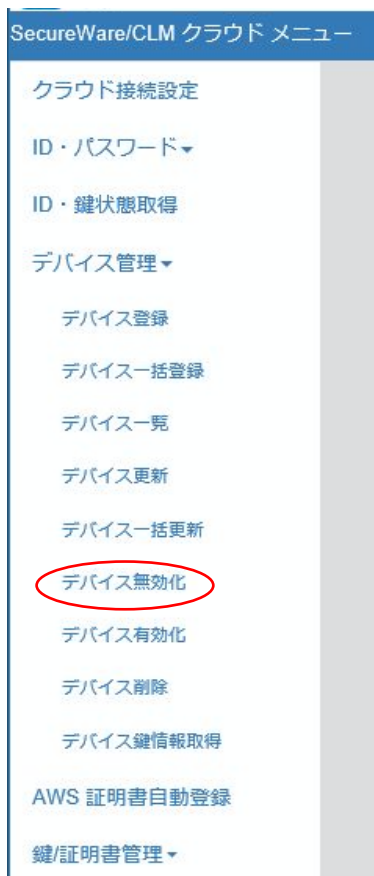 SecureWare/CLM クラウド メニュー
クラウド接続設定
ID・パスワード
ID・鍵状態取得
デバイス管理
デバイス登録
デバイス一括登録
デバイス一覧
デバイス更新
デバイス一括更新
デバイス無効化
デバイス有効化
デバイス削除
デバイス鍵情報取得
AWS 証明書自動登録
鍵/証明書管理